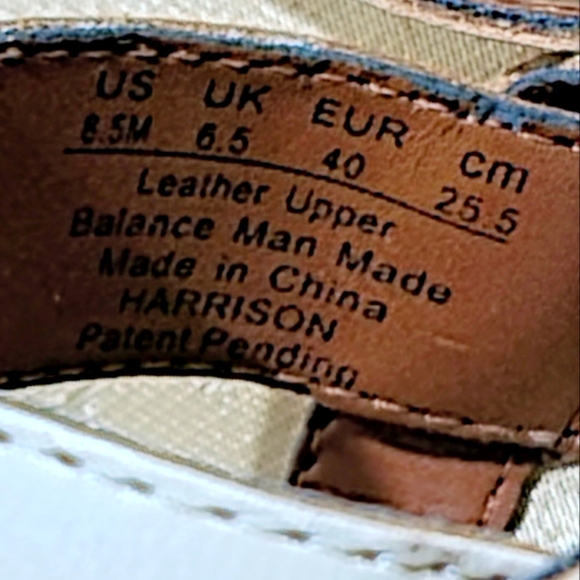 US UK EUR cm
8.5M 6.5 40 25.5
Leather Upper
Balance Man Made
Made in China
HARRISON
Patent Pending